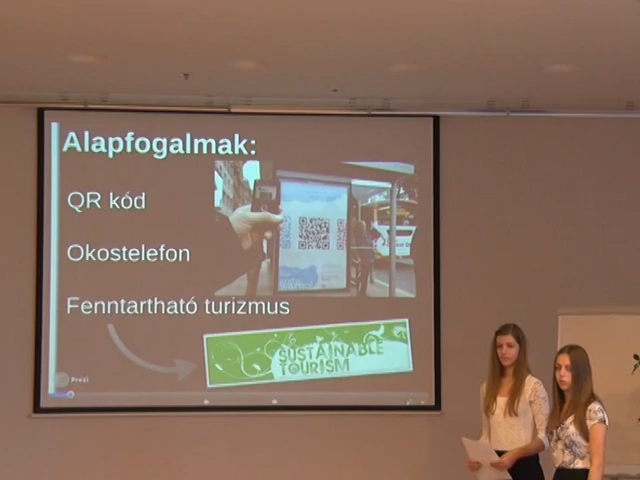 Alapfogalmak:
QR kód
Okostelefon
Fenntartható turizmus
SUSTAINABLE
TOURISM
Prezi